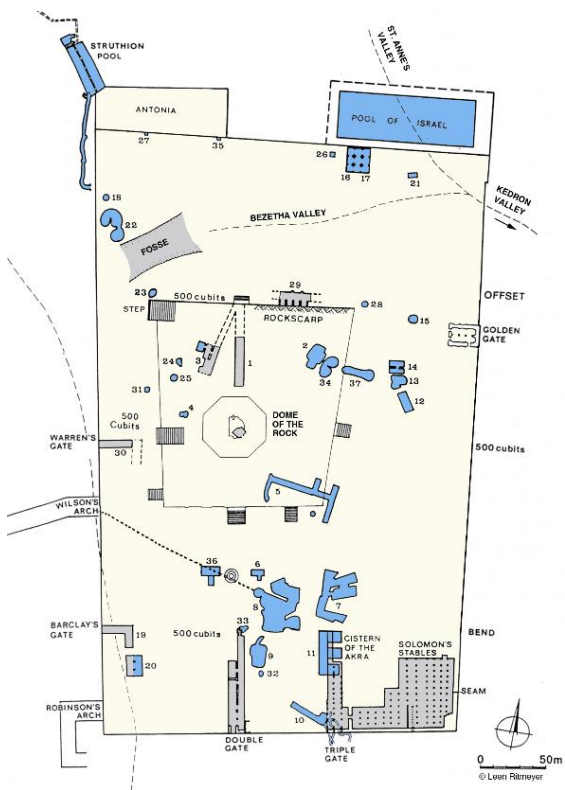 STRUTHION
POOL
ST. ANNE'S
VALLEY
ANTONIA
POOL OF ISRAEL
27
35
26
16
17
21
KEDRON
VALLEY
18
22
BEZETHA VALLEY
FOSSE
23
500 cubits
29
OFFSET
STEP
ROCKSCARP
28
15
GOLDEN
GATE
3
1
2
24
25
34
37
14
13
12
31
4
500
Cubits
DOME
OF THE
ROCK
WARREN'S
GATE
30
500 cubits
5
WILSON'S
ARCH
36
6
8
7
BARCLAY'S
GATE
19
500 cubits
33
CISTERN
OF THE
AKRA
BEND
SOLOMON'S
STABLES
20
9
11
32
SEAM
ROBINSON'S
ARCH
10
DOUBLE
GATE
TRIPLE
GATE
0
50m
© Leen Ritmeyer